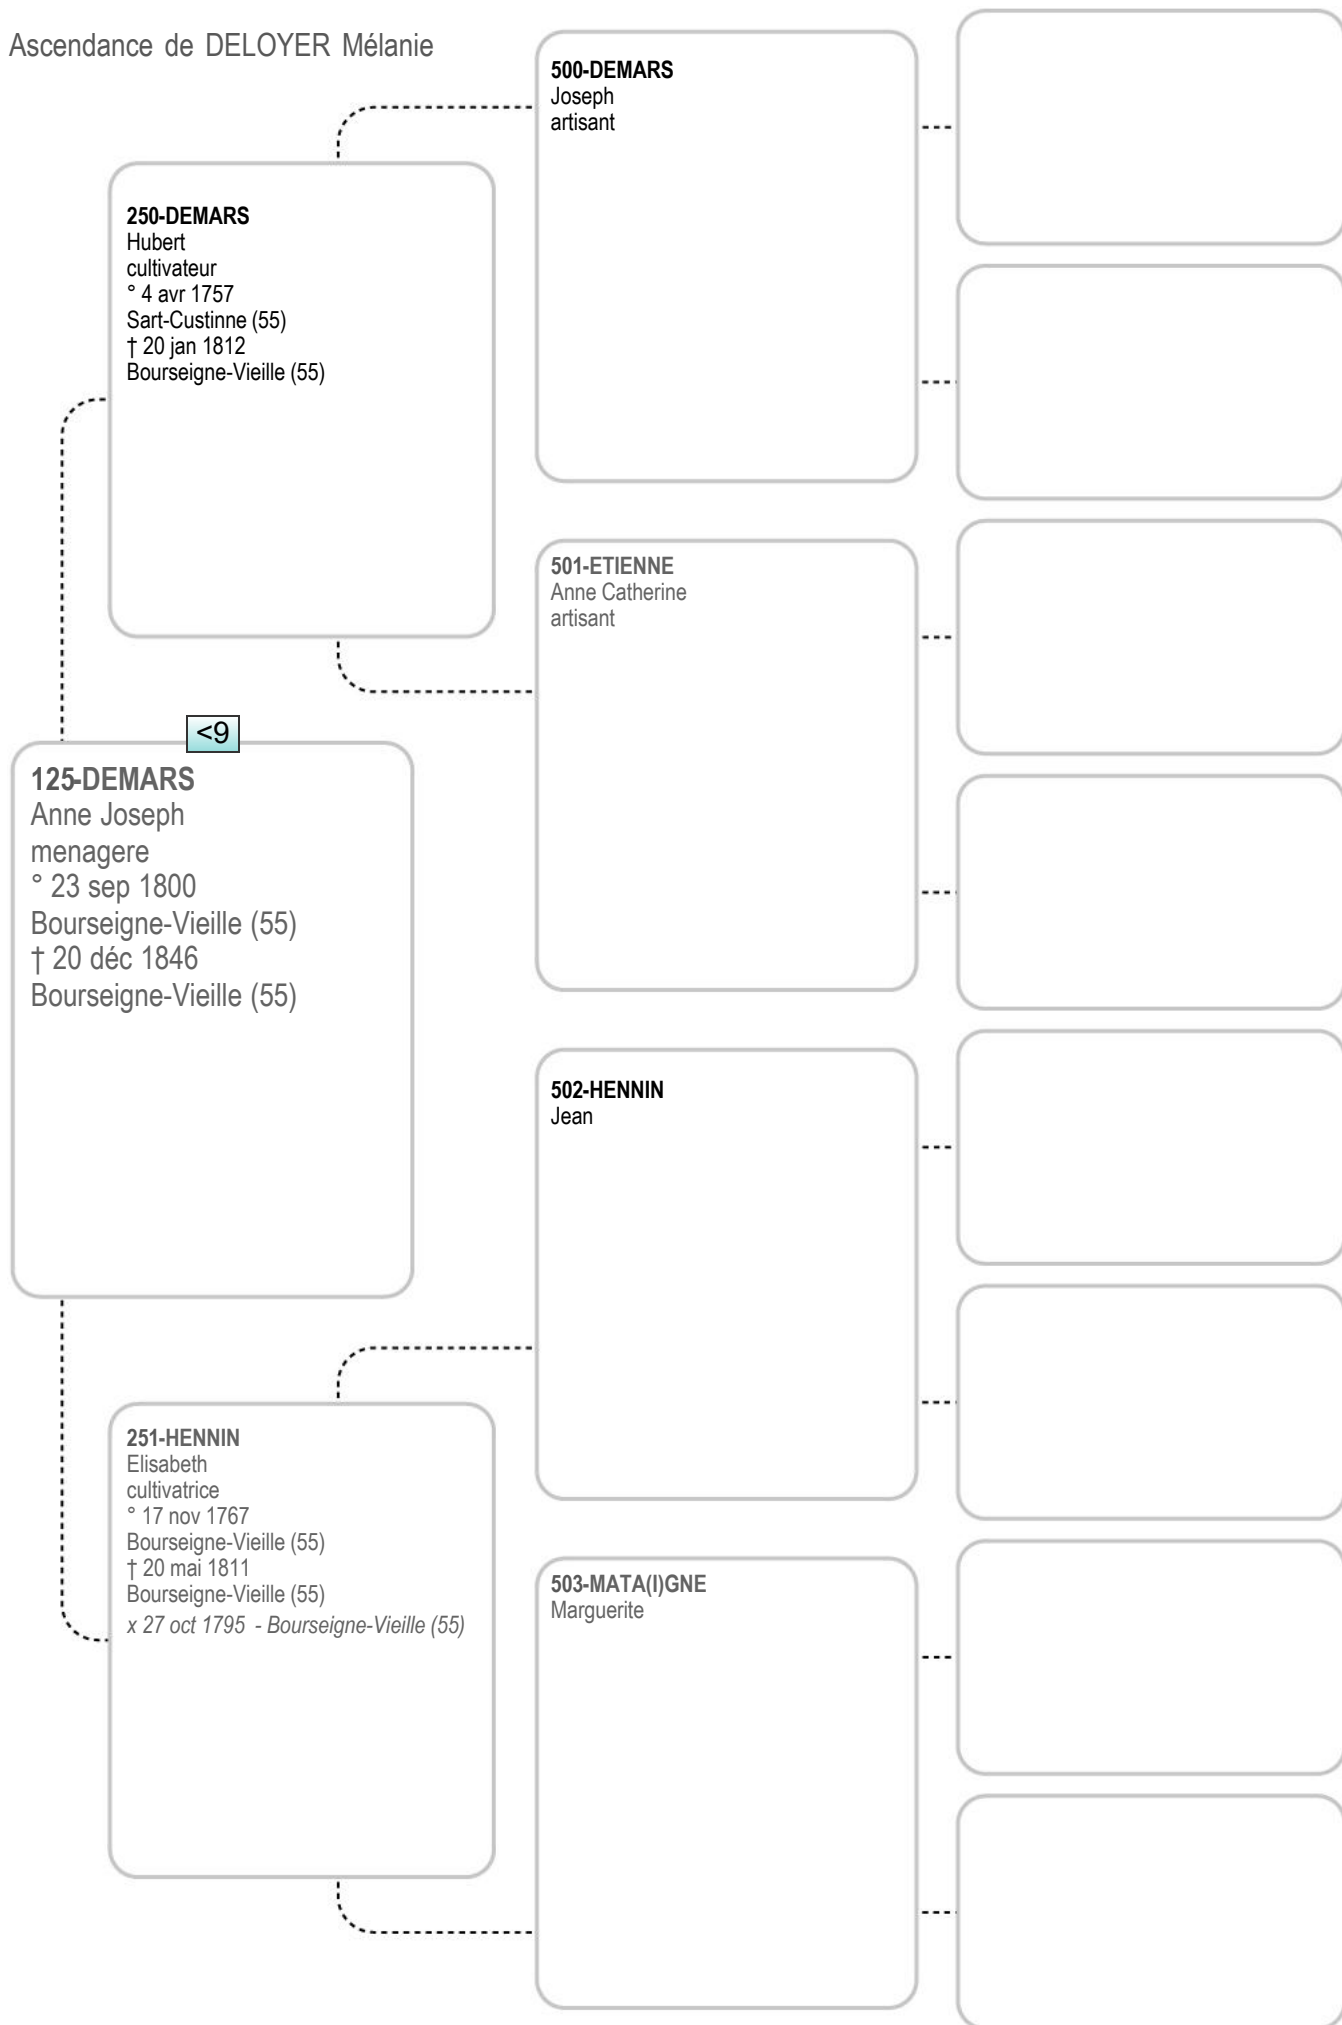 Ascendance de DELOYER Mélanie
500-DEMARS
Joseph
artisant
250-DEMARS
Hubert
cultivateur
° 4 avr 1757
Sart-Custinne (55)
† 20 jan 1812
Bourseigne-Vieille (55)
501-ETIENNE
Anne Catherine
artisant
<9
125-DEMARS
Anne Joseph
menagere
° 23 sep 1800
Bourseigne-Vieille (55)
† 20 déc 1846
Bourseigne-Vieille (55)
502-HENNIN
Jean
251-HENNIN
Elisabeth
cultivatrice
° 17 nov 1767
Bourseigne-Vieille (55)
† 20 mai 1811
Bourseigne-Vieille (55)
x 27 oct 1795 - Bourseigne-Vieille (55)
503-MATA(I)GNE
Marguerite